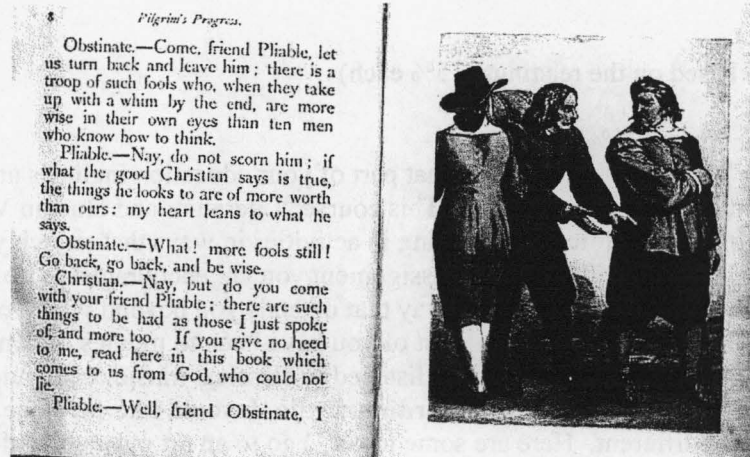 8
Pilgrim's Progress.
Obstinate.—Come, friend Pliable, let
us turn back and leave him; there is a
troop of such fools who, when they take
up with a whim by the end, are more
wise in their own eyes than ten men
who know how to think.
Pliable.—Nay, do not scorn him; if
what the good Christian says is true,
the things he looks to are of more worth
than ours: my heart leans to what he
says.
Obstinate.—What! more fools still!
Go back, go back, and be wise.
Christian.—Nay, but do you come
with your friend Pliable; there are such
things to be had as those I just spoke
of, and more too. If you give no heed
to me, read here in this book which
comes to us from God, who could not
lie.
Pliable.—Well, friend Obstinate, I